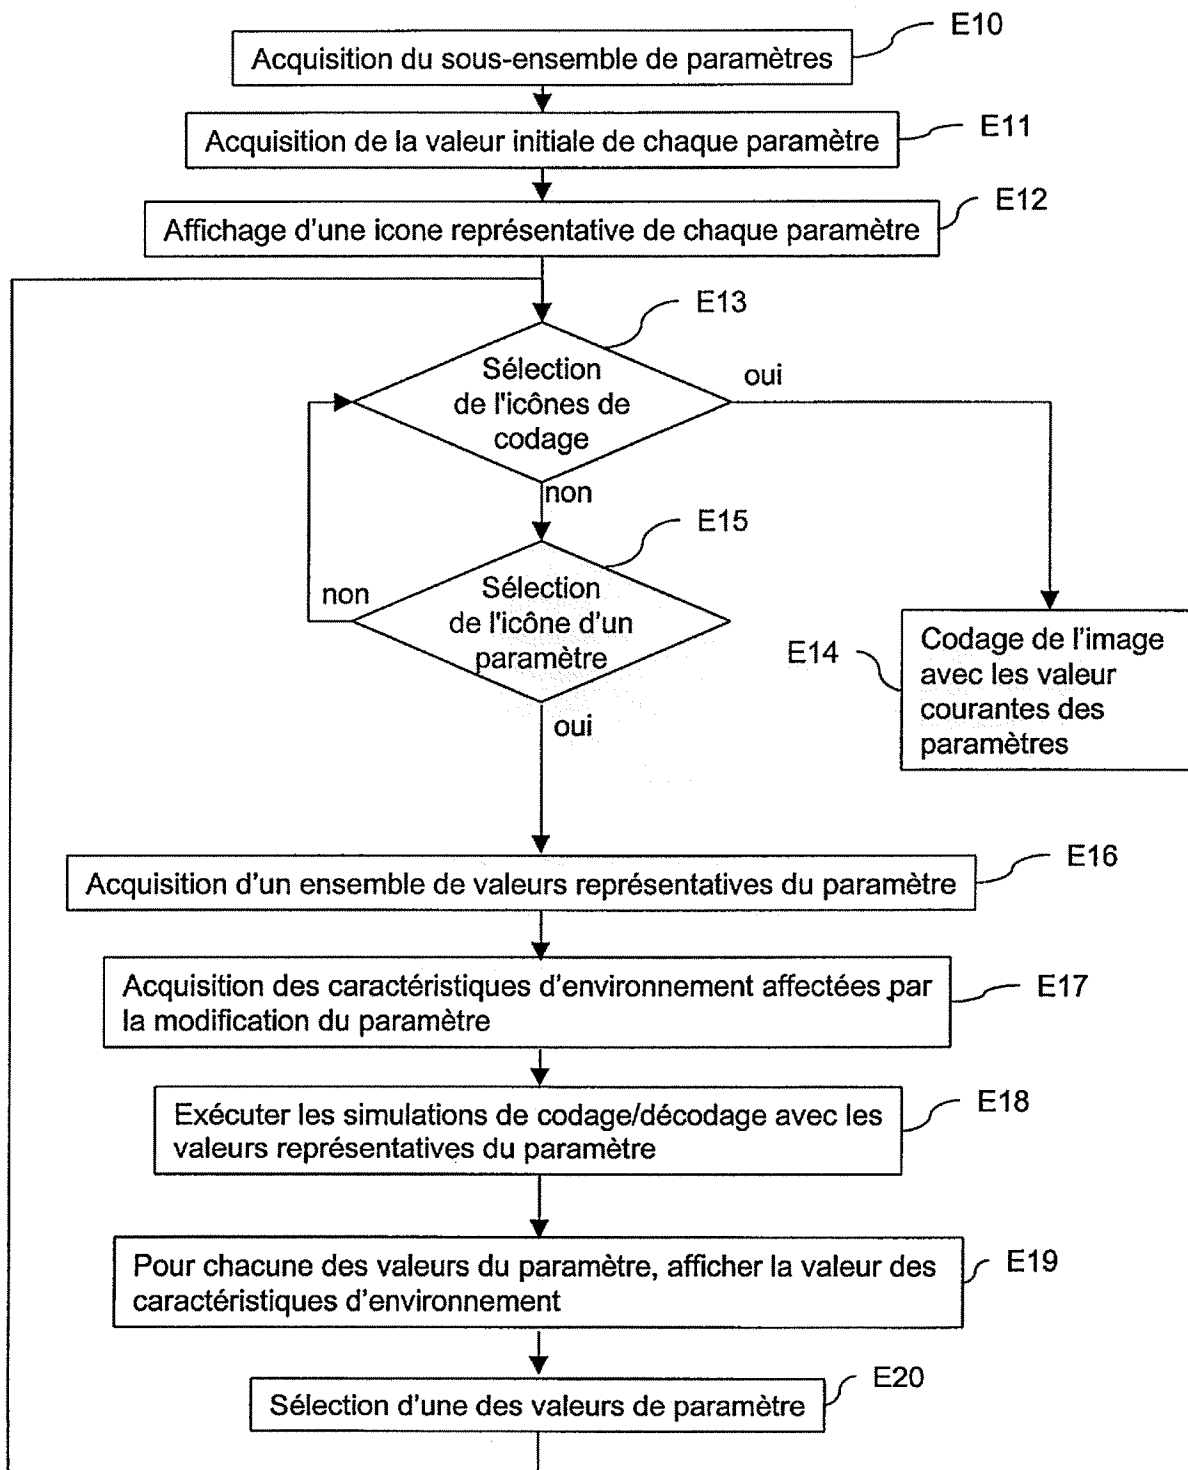 E10
Acquisition du sous-ensemble de paramètres
E11
Acquisition de la valeur initiale de chaque paramètre
E12
Affichage d'une icone représentative de chaque paramètre
E13
Sélection
de l'icônes de
codage
oui
non
E15
Sélection
de l'icône d'un
paramètre
non
oui
E14
Codage de l'image
avec les valeur
courantes des
paramètres
E16
Acquisition d'un ensemble de valeurs représentatives du paramètre
E17
Acquisition des caractéristiques d'environnement affectées par
la modification du paramètre
E18
Exécuter les simulations de codage/décodage avec les
valeurs représentatives du paramètre
E19
Pour chacune des valeurs du paramètre, afficher la valeur des
caractéristiques d'environnement
E20
Sélection d'une des valeurs de paramètre